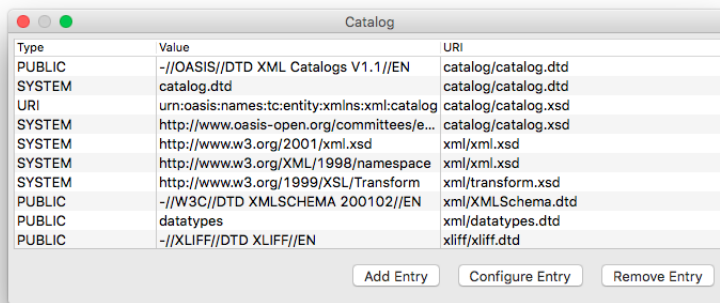 Catalog
Type Value URI
PUBLIC -//OASIS//DTD XML Catalogs V1.1//EN catalog/catalog.dtd
SYSTEM catalog.dtd catalog/catalog.dtd
URI urn:oasis:names:tc:entity:xmlns:xml:catalog catalog/catalog.xsd
SYSTEM http://www.oasis-open.org/committees/e... catalog/catalog.xsd
SYSTEM http://www.w3.org/2001/xml.xsd xml/xml.xsd
SYSTEM http://www.w3.org/XML/1998/namespace xml/xml.xsd
SYSTEM http://www.w3.org/1999/XSL/Transform xml/transform.xsd
PUBLIC -//W3C//DTD XMLSCHEMA 200102//EN xml/XMLSchema.dtd
PUBLIC datatypes xml/datatypes.dtd
PUBLIC -//XLIFF//DTD XLIFF//EN xliff/xliff.dtd
Add Entry Configure Entry Remove Entry